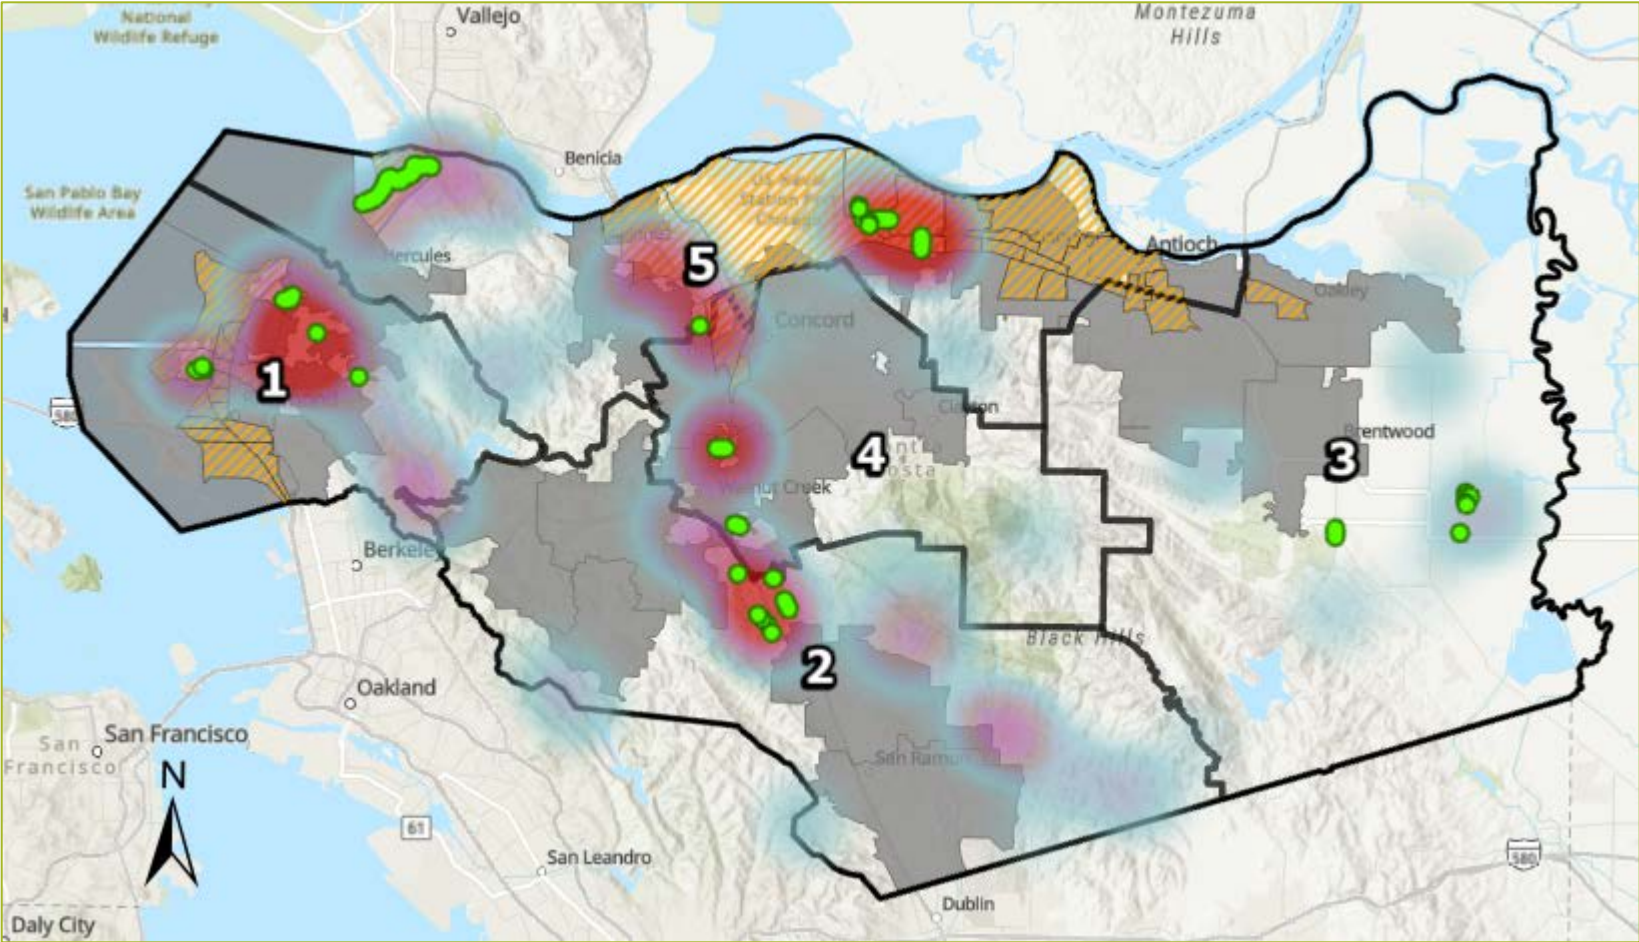 National
Wildlife Refuge
Vallejo
Montezuma
Hills
Benicia
San Pablo Bay
Wildlife Area
Antioch
Hercules
5
Oakley
Concord
1
580
Clayton
Brentwood
4
3
Walnut Creek
Berkeley
Black Hills
2
Oakland
San Francisco
San
Francisco
San Ramon
N
61
San Leandro
580
Dublin
Daly City